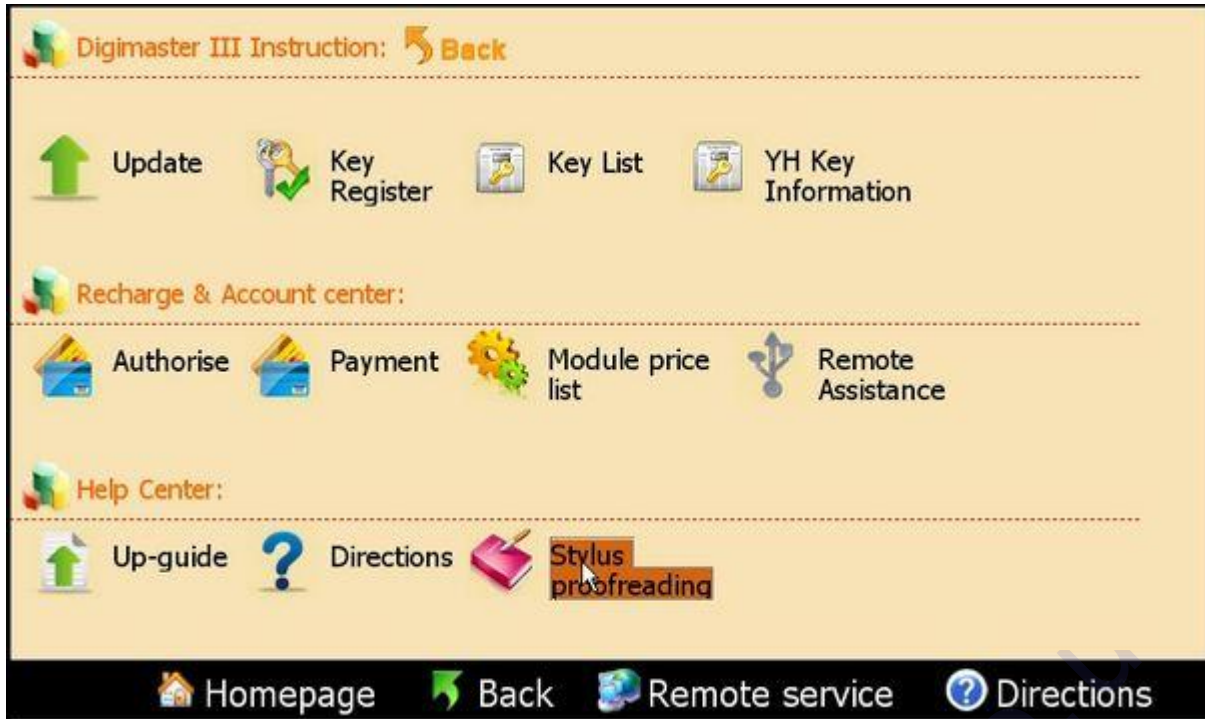 Digimaster III Instruction: Back
Update
Key
Register
Key List
YH Key
Information
Recharge & Account center:
Authorise
Payment
Module price
list
Remote
Assistance
Help Center:
Up-guide
Directions
Stylus
proofreading
Homepage Back Remote service Directions